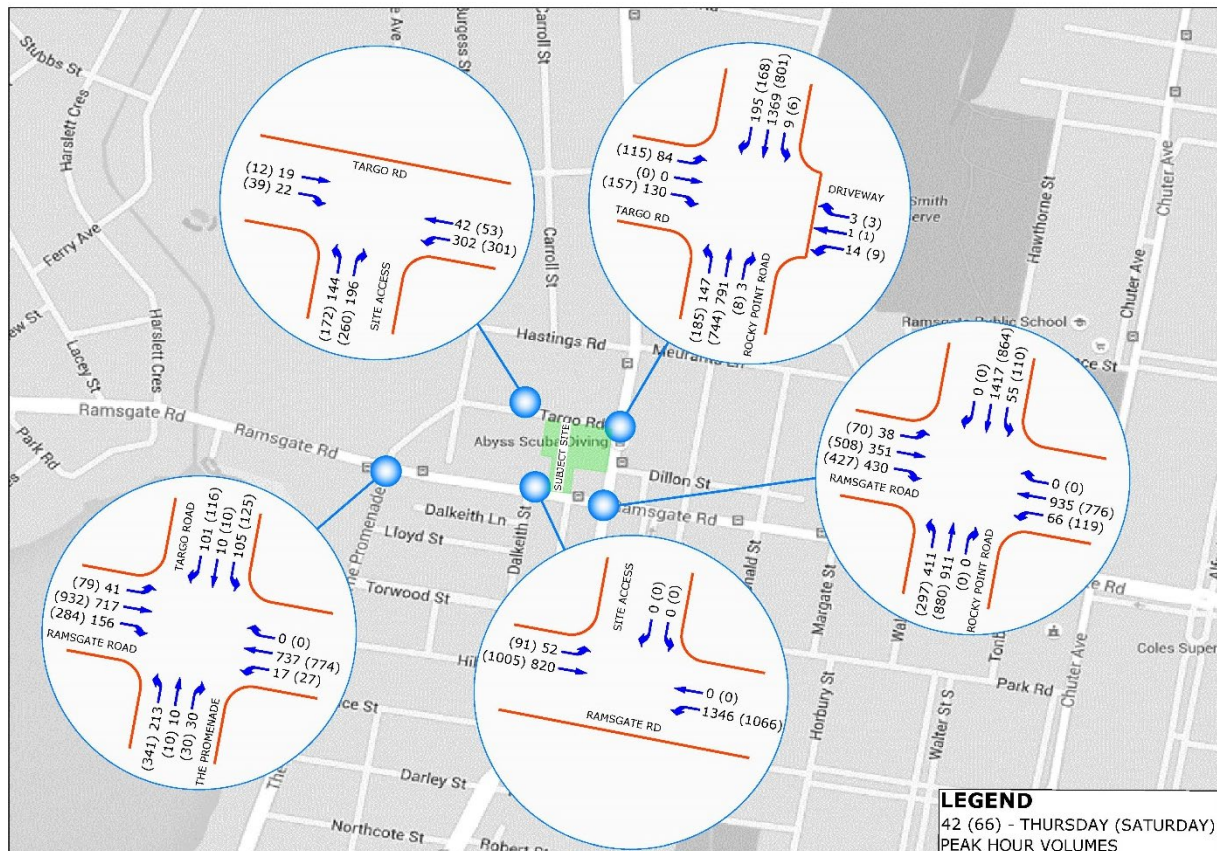 Stubbs St
Harslett Cres
Ferry Ave
Lacey St
Harslett Cres
Park Rd
Ramsgate Rd
Ramsgate Rd
Carroll St
Carroll St
Hastings Rd
Targo Rd
Abyss Scuba Diving
SUBJECT SITE
Dillon St
Ramsgate Rd
Dalkeith Ln
Dalkeith St
Lloyd St
The Promenade
Torwood St
Darley St
Northcote St
Ramsgate Public School
Hawthorne St
Chuter Ave
Chuter Ave
Chuter Ave
Margate St
Horbury St
Walter St S
Park Rd
TARGO RD
(12) 19
(39) 22
42 (53)
302 (301)
(172) 144
(260) 196
SITE ACCESS
195 (168)
1369 (801)
9 (6)
(115) 84
(0) 0
(157) 130
TARGO RD
DRIVEWAY
3 (3)
1 (1)
14 (9)
(185) 147
(744) 791
(8) 3
ROCKY POINT ROAD
0 (0)
1417 (864)
55 (110)
(70) 38
(508) 351
(427) 430
RAMSGATE ROAD
0 (0)
935 (776)
66 (119)
(297) 411
(880) 911
(0) 0
ROCKY POINT ROAD
TARGO ROAD
101 (116)
10 (10)
105 (125)
(79) 41
(932) 717
(284) 156
RAMSGATE ROAD
0 (0)
737 (774)
17 (27)
(341) 213
(10) 10
(30) 30
THE PROMENADE
SITE ACCESS
0 (0)
0 (0)
(91) 52
(1005) 820
0 (0)
1346 (1066)
RAMSGATE RD
LEGEND
42 (66) - THURSDAY (SATURDAY)
PEAK HOUR VOLUMES